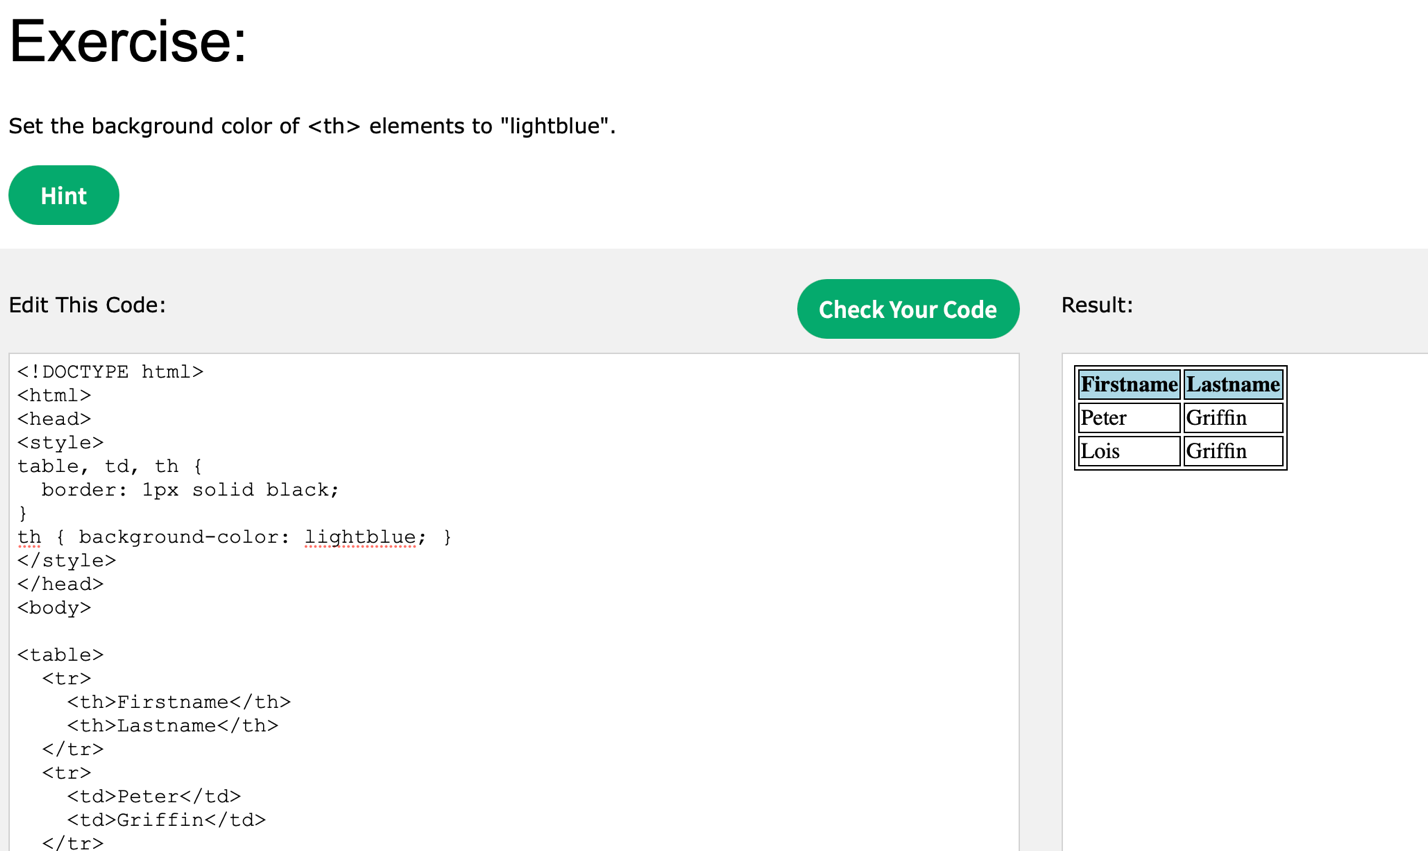 Exercise:
Set the background color of <th> elements to "lightblue".
Hint
Edit This Code:
Check Your Code
Result:
<!DOCTYPE html>
<html>
<head>
<style>
table, td, th {
  border: 1px solid black;
}
th { background-color: lightblue; }
</style>
</head>
<body>

<table>
  <tr>
    <th>Firstname</th>
    <th>Lastname</th>
  </tr>
  <tr>
    <td>Peter</td>
    <td>Griffin</td>
  </tr>
Firstname Lastname
Peter Griffin
Lois Griffin